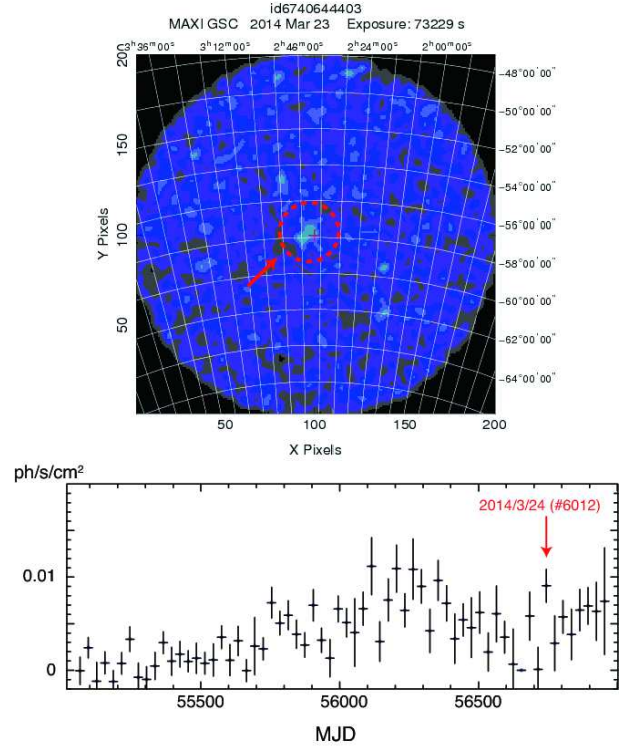 id6740644403
MAXI GSC 2014 Mar 23 Exposure: 73229 s
3ʰ36ᵐ00ˢ 3ʰ12ᵐ00ˢ 2ʰ48ᵐ00ˢ 2ʰ24ᵐ00ˢ 2ʰ00ᵐ00ˢ
200
150
100
50
Y Pixels
-48°00'00"
-50°00'00"
-52°00'00"
-54°00'00"
-56°00'00"
-58°00'00"
-60°00'00"
-62°00'00"
-64°00'00"
50 100 150 200
X Pixels
ph/s/cm²
2014/3/24 (#6012)
0.01
0
55500 56000 56500
MJD